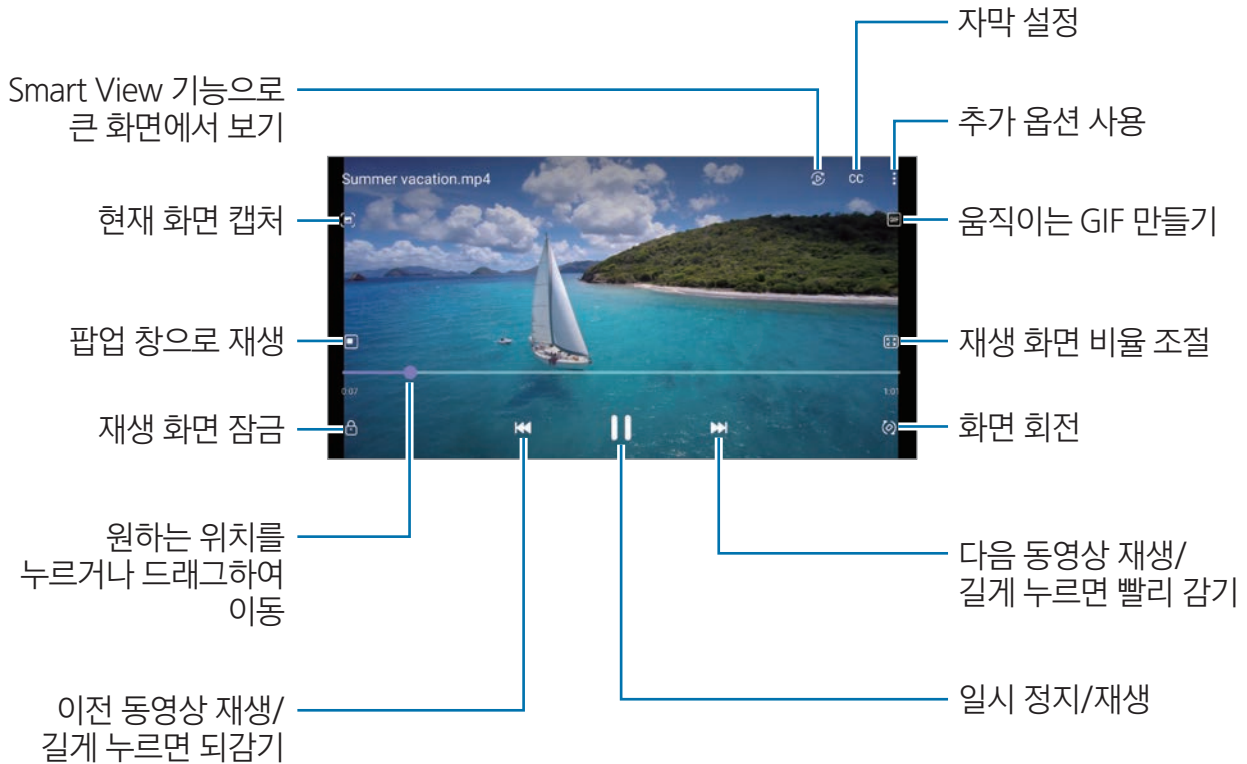 자막 설정
Smart View 기능으로
큰 화면에서 보기
추가 옵션 사용
Summer vacation.mp4
CC
현재 화면 캡처
GIF
움직이는 GIF 만들기
팝업 창으로 재생
재생 화면 비율 조절
0:07
1:01
재생 화면 잠금
화면 회전
원하는 위치를
누르거나 드래그하여
이동
다음 동영상 재생/
길게 누르면 빨리 감기
이전 동영상 재생/
길게 누르면 되감기
일시 정지/재생